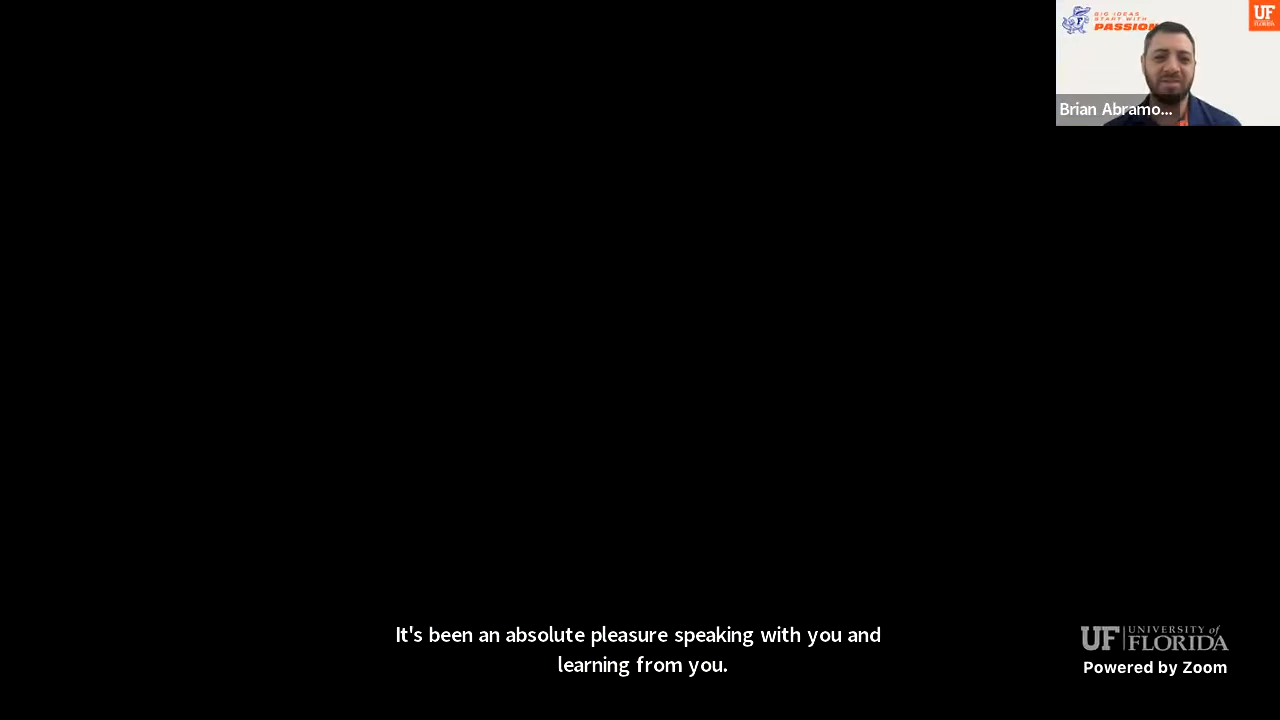 BIG IDEAS
START WITH
PASSION
UF
FLORIDA
Brian Abramo...
It's been an absolute pleasure speaking with you and
learning from you.
UF UNIVERSITY of
FLORIDA
Powered by Zoom